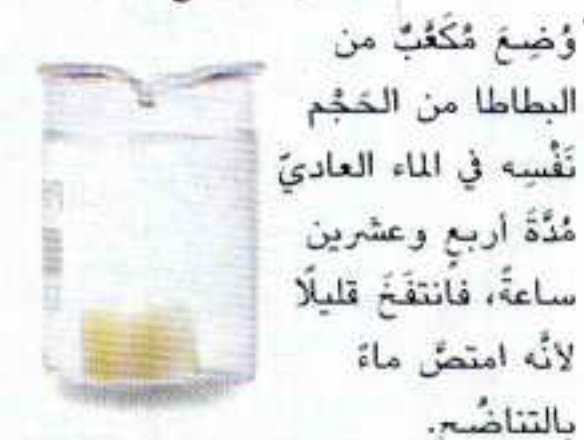 وُضِعَ مُكَعَّبٌ من
البطاطا من الحَجْم
نَفْسِه في الماء العاديّ
مُدَّةَ أربعٍ وعشرين
ساعةً، فانتفَخَ قليلًا
لأنَّه امتصَّ ماءً
بالتناضُحِ.